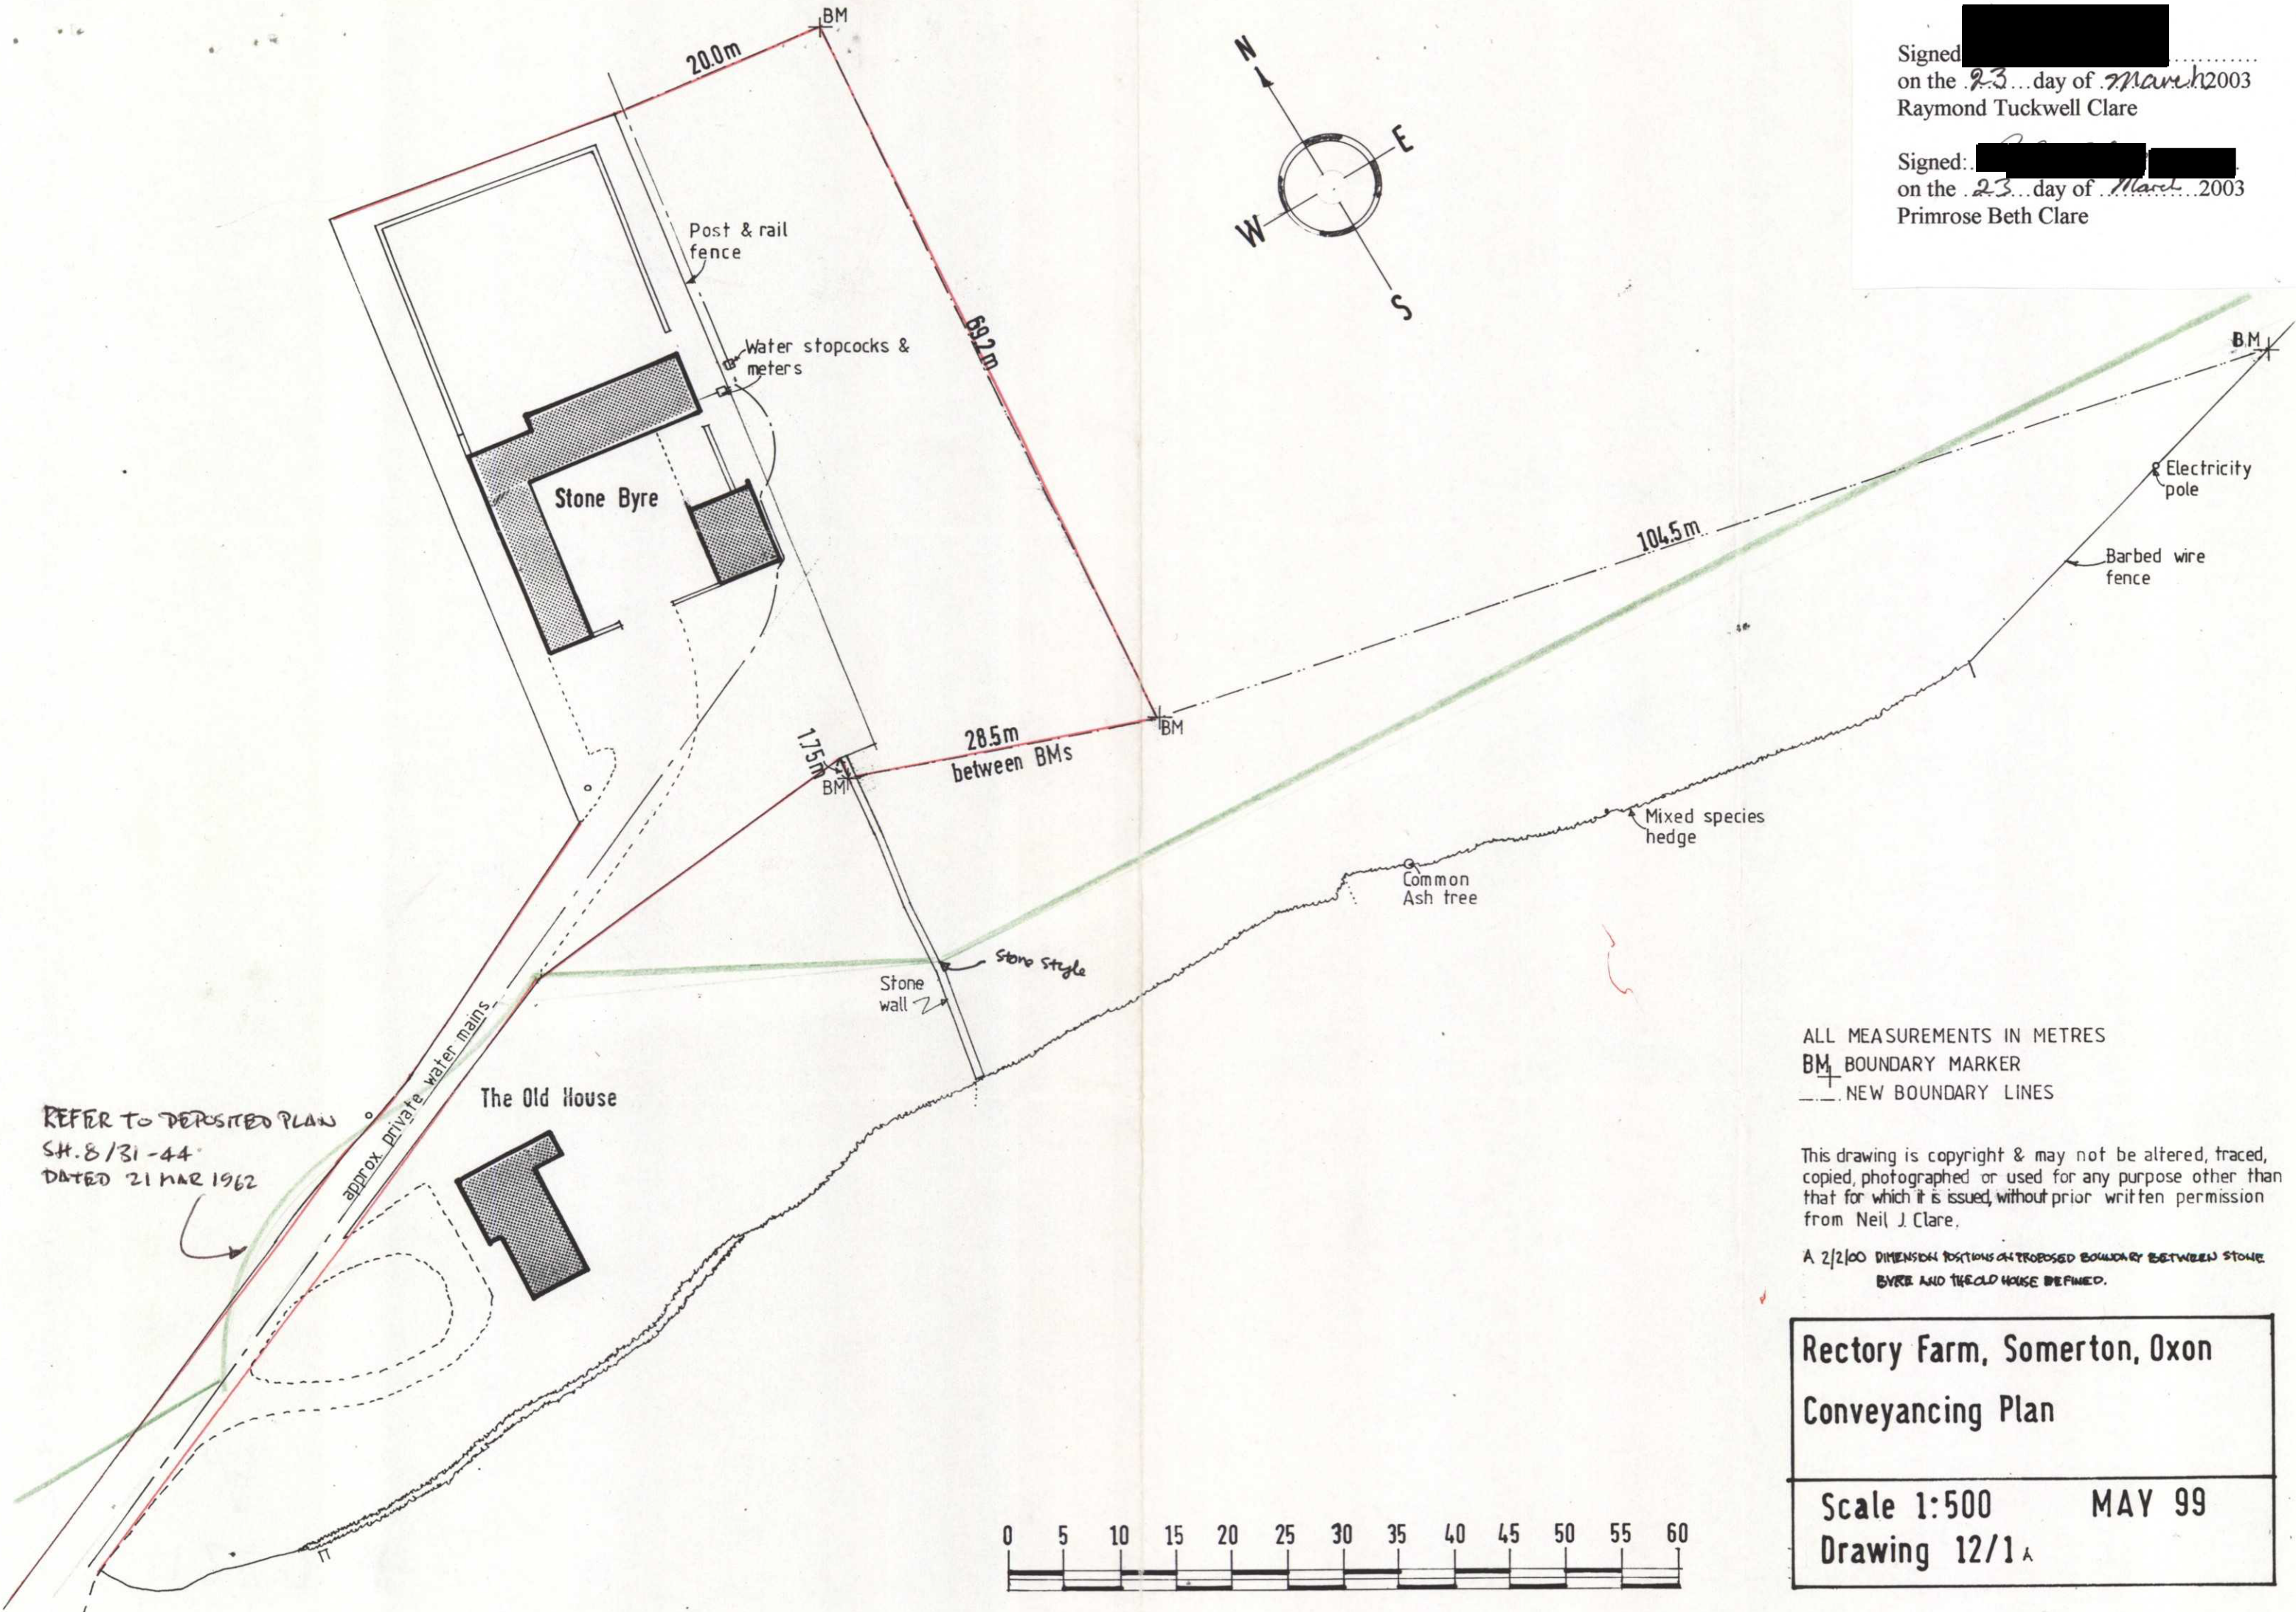 BM
20.0m
N
E
W
S
Signed
on the 23 day of March 2003
Raymond Tuckwell Clare
Signed:
on the 23 day of March 2003
Primrose Beth Clare
Post & rail
fence
Water stopcocks &
meters
69.2m
BM
Electricity
pole
Stone Byre
104.5m
Barbed wire
fence
BM
28.5m
between BMs
1.75m
BM
Mixed species
hedge
Common
Ash tree
Stone Style
Stone
wall
approx. private water mains
The Old House
REFER TO DEPOSITED PLAN
SH.8/31-44
DATED 21 MAR 1962
ALL MEASUREMENTS IN METRES
BM BOUNDARY MARKER
NEW BOUNDARY LINES
This drawing is copyright & may not be altered, traced,
copied, photographed or used for any purpose other than
that for which it is issued, without prior written permission
from Neil J. Clare.
A 2/2/00 DIMENSION POSITIONS ON PROPOSED BOUNDARY BETWEEN STONE
BYRE AND THE OLD HOUSE DEFINED.
Rectory Farm, Somerton, Oxon
Conveyancing Plan
Scale 1:500 MAY 99
Drawing 12/1 A
0 5 10 15 20 25 30 35 40 45 50 55 60